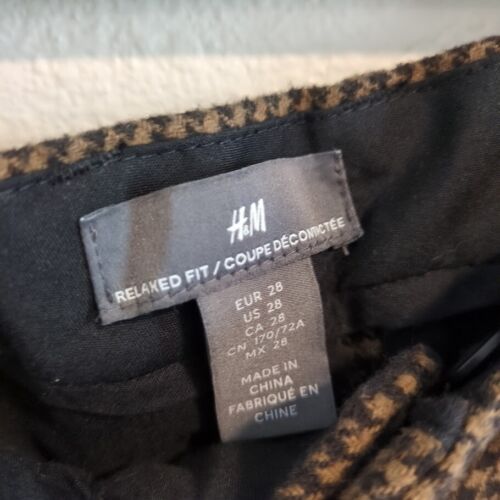 H&M
RELAXED FIT / COUPE DÉCONTCTÉE
EUR 28
US 28
CA 28
CN 170/72A
MX 28
MADE IN
CHINA
FABRIQUÉ EN
CHINE